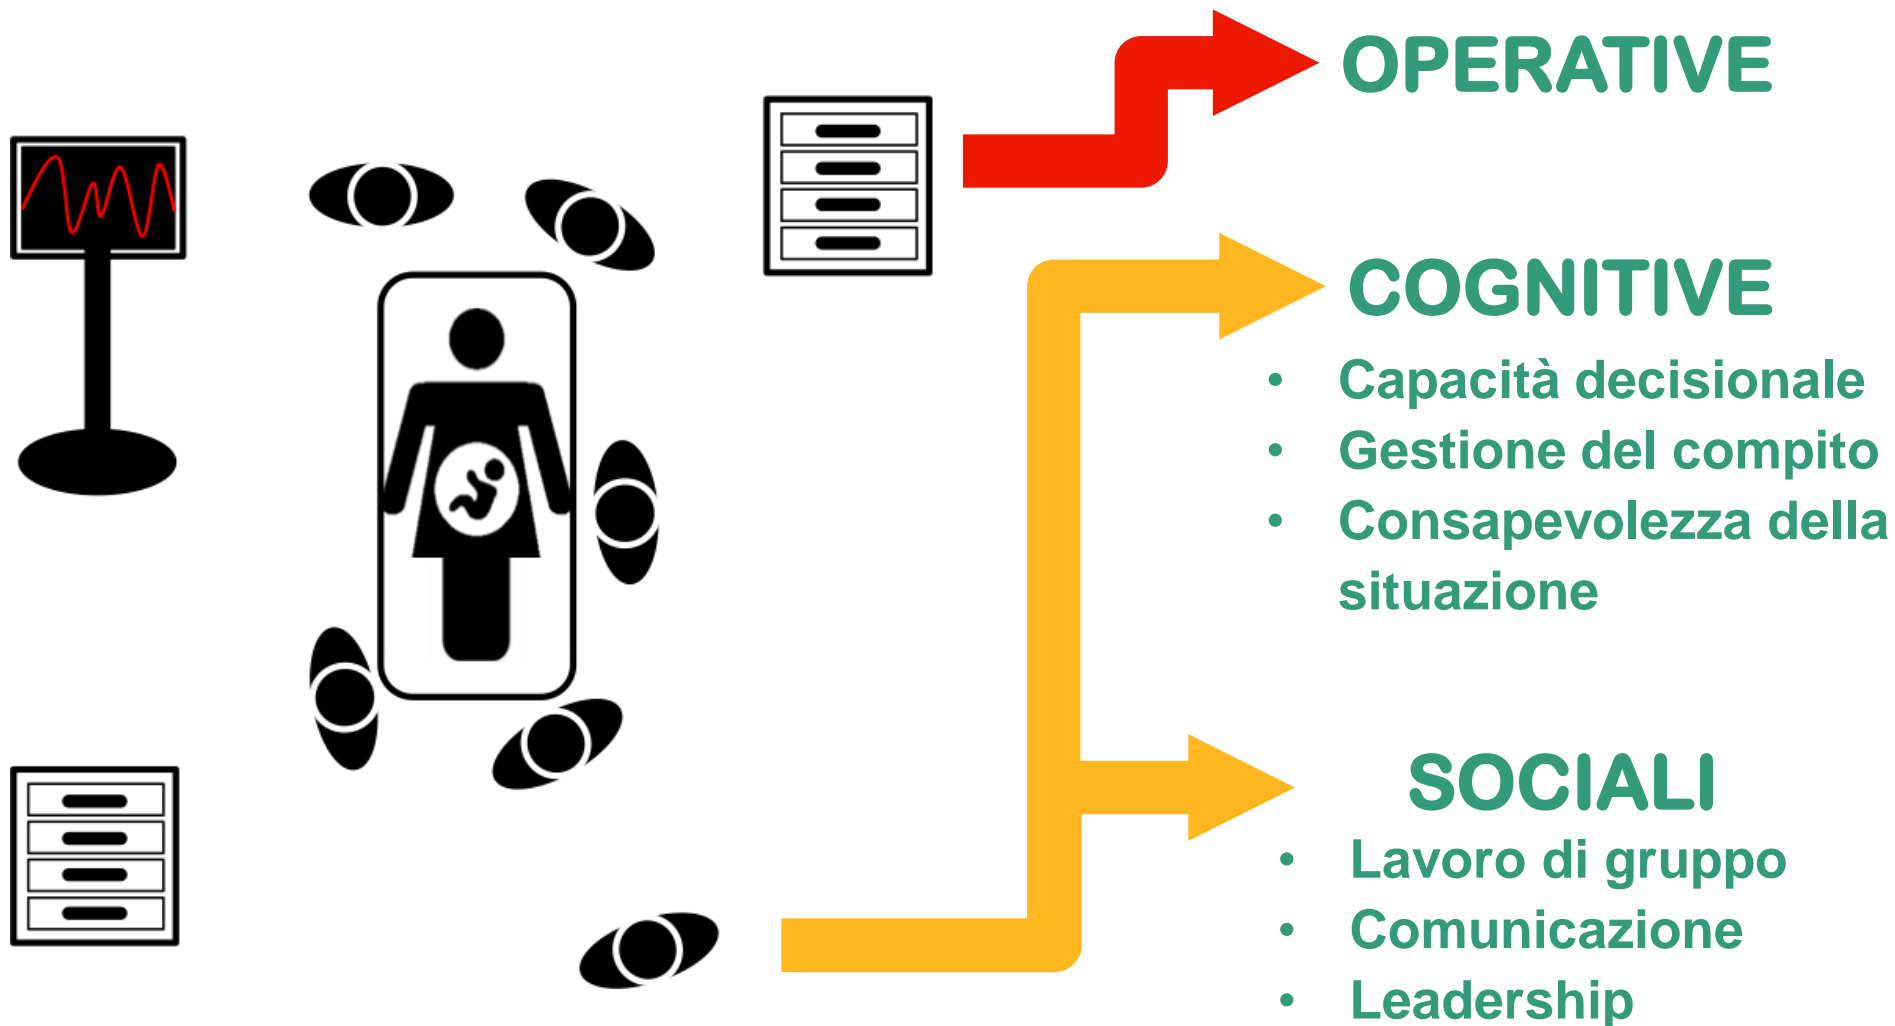 OPERATIVE
COGNITIVE
• Capacità decisionale
• Gestione del compito
• Consapevolezza della
situazione
SOCIALI
• Lavoro di gruppo
• Comunicazione
• Leadership